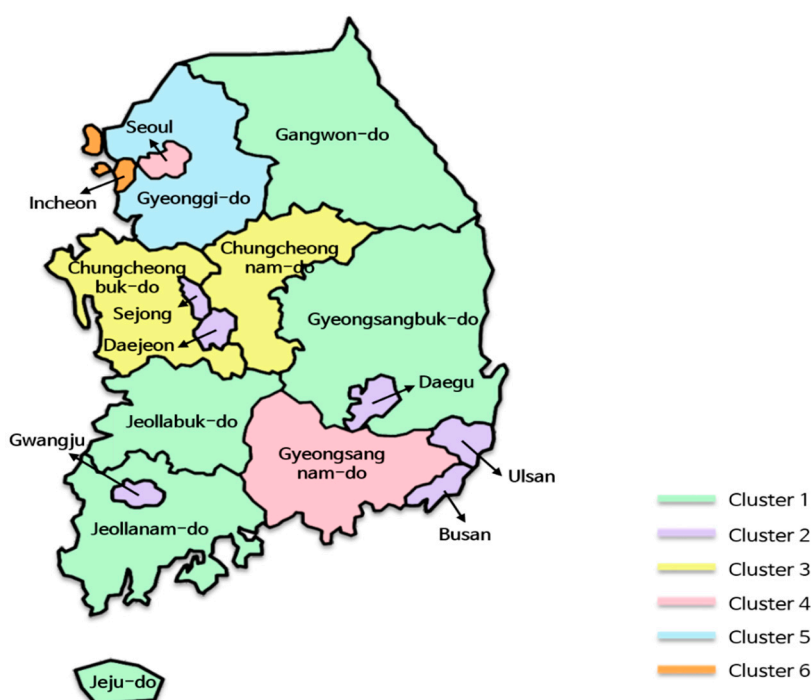 Seoul
Gangwon-do
Incheon
Gyeonggi-do
Chungcheong
nam-do
Chungcheong
buk-do
Sejong
Gyeongsangbuk-do
Daejeon
Daegu
Jeollabuk-do
Gwangju
Gyeongsang
nam-do
Ulsan
Jeollanam-do
Busan
Jeju-do
Cluster 1
Cluster 2
Cluster 3
Cluster 4
Cluster 5
Cluster 6